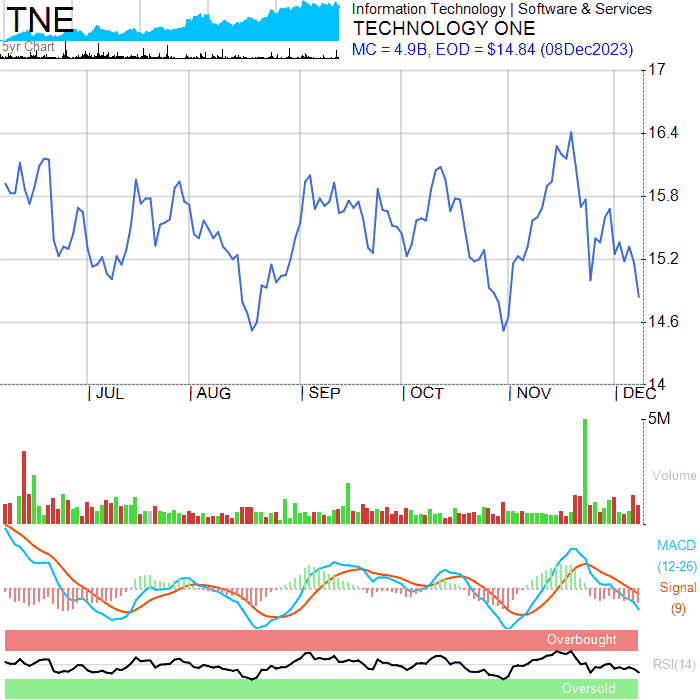 TNE
5yr Chart
Information Technology | Software & Services
TECHNOLOGY ONE
MC = 4.9B, EOD = $14.84 (08Dec2023)
17
16.4
15.8
15.2
14.6
14
JUL AUG SEP OCT NOV DEC
5M
Volume
MACD
(12-26)
Signal
(9)
Overbought
RSI(14)
Oversold